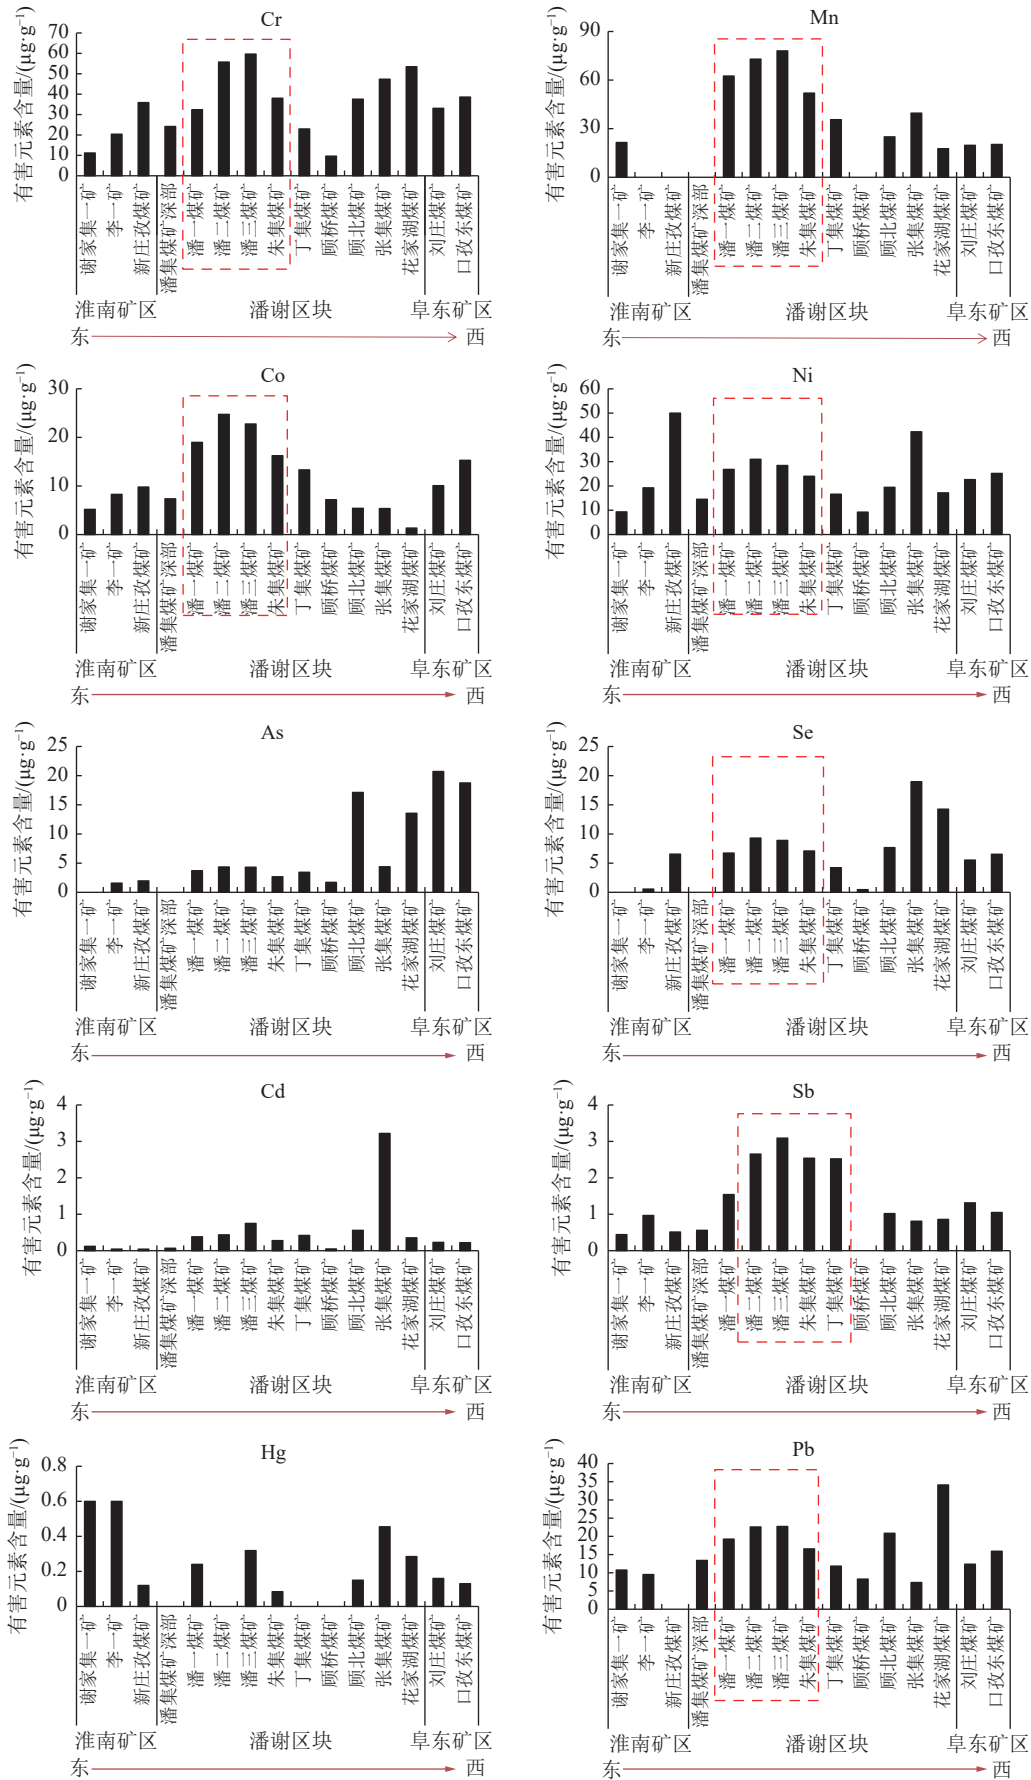 Cr
有害元素含量/(μg·g⁻¹)
70
60
50
40
30
20
10
0
谢家集一矿
李一矿
新庄孜煤矿
潘集煤矿深部
潘一煤矿
潘二煤矿
潘三煤矿
朱集煤矿
丁集煤矿
顾桥煤矿
顾北煤矿
张集煤矿
花家湖煤矿
刘庄煤矿
口孜东煤矿
淮南矿区 潘谢区块 阜东矿区
东 西
Mn
有害元素含量/(μg·g⁻¹)
90
60
30
0
谢家集一矿
李一矿
新庄孜煤矿
潘集煤矿深部
潘一煤矿
潘二煤矿
潘三煤矿
朱集煤矿
丁集煤矿
顾桥煤矿
顾北煤矿
张集煤矿
花家湖煤矿
刘庄煤矿
口孜东煤矿
淮南矿区 潘谢区块 阜东矿区
东 西
Co
有害元素含量/(μg·g⁻¹)
30
20
10
0
谢家集一矿
李一矿
新庄孜煤矿
潘集煤矿深部
潘一煤矿
潘二煤矿
潘三煤矿
朱集煤矿
丁集煤矿
顾桥煤矿
顾北煤矿
张集煤矿
花家湖煤矿
刘庄煤矿
口孜东煤矿
淮南矿区 潘谢区块 阜东矿区
东 西
Ni
有害元素含量/(μg·g⁻¹)
60
50
40
30
20
10
0
谢家集一矿
李一矿
新庄孜煤矿
潘集煤矿深部
潘一煤矿
潘二煤矿
潘三煤矿
朱集煤矿
丁集煤矿
顾桥煤矿
顾北煤矿
张集煤矿
花家湖煤矿
刘庄煤矿
口孜东煤矿
淮南矿区 潘谢区块 阜东矿区
东 西
As
有害元素含量/(μg·g⁻¹)
25
20
15
10
5
0
谢家集一矿
李一矿
新庄孜煤矿
潘集煤矿深部
潘一煤矿
潘二煤矿
潘三煤矿
朱集煤矿
丁集煤矿
顾桥煤矿
顾北煤矿
张集煤矿
花家湖煤矿
刘庄煤矿
口孜东煤矿
淮南矿区 潘谢区块 阜东矿区
东 西
Se
有害元素含量/(μg·g⁻¹)
25
20
15
10
5
0
谢家集一矿
李一矿
新庄孜煤矿
潘集煤矿深部
潘一煤矿
潘二煤矿
潘三煤矿
朱集煤矿
丁集煤矿
顾桥煤矿
顾北煤矿
张集煤矿
花家湖煤矿
刘庄煤矿
口孜东煤矿
淮南矿区 潘谢区块 阜东矿区
东 西
Cd
有害元素含量/(μg·g⁻¹)
4
3
2
1
0
谢家集一矿
李一矿
新庄孜煤矿
潘集煤矿深部
潘一煤矿
潘二煤矿
潘三煤矿
朱集煤矿
丁集煤矿
顾桥煤矿
顾北煤矿
张集煤矿
花家湖煤矿
刘庄煤矿
口孜东煤矿
淮南矿区 潘谢区块 阜东矿区
东 西
Sb
有害元素含量/(μg·g⁻¹)
4
3
2
1
0
谢家集一矿
李一矿
新庄孜煤矿
潘集煤矿深部
潘一煤矿
潘二煤矿
潘三煤矿
朱集煤矿
丁集煤矿
顾桥煤矿
顾北煤矿
张集煤矿
花家湖煤矿
刘庄煤矿
口孜东煤矿
淮南矿区 潘谢区块 阜东矿区
东 西
Hg
有害元素含量/(μg·g⁻¹)
0.8
0.6
0.4
0.2
0
谢家集一矿
李一矿
新庄孜煤矿
潘集煤矿深部
潘一煤矿
潘二煤矿
潘三煤矿
朱集煤矿
丁集煤矿
顾桥煤矿
顾北煤矿
张集煤矿
花家湖煤矿
刘庄煤矿
口孜东煤矿
淮南矿区 潘谢区块 阜东矿区
东 西
Pb
有害元素含量/(μg·g⁻¹)
40
35
30
25
20
15
10
5
0
谢家集一矿
李一矿
新庄孜煤矿
潘集煤矿深部
潘一煤矿
潘二煤矿
潘三煤矿
朱集煤矿
丁集煤矿
顾桥煤矿
顾北煤矿
张集煤矿
花家湖煤矿
刘庄煤矿
口孜东煤矿
淮南矿区 潘谢区块 阜东矿区
东 西